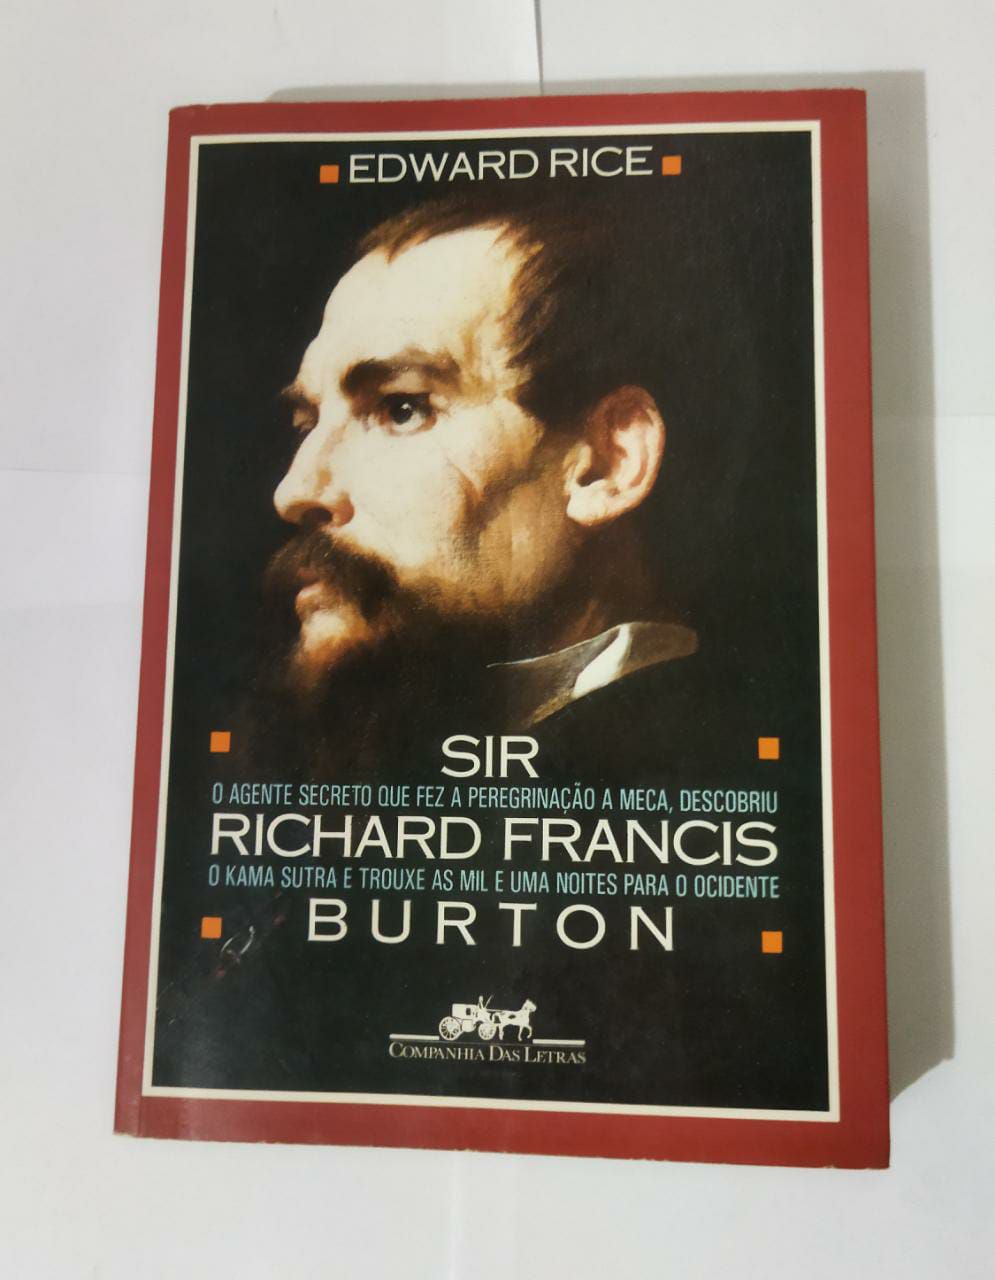 EDWARD RICE
SIR
O AGENTE SECRETO QUE FEZ A PEREGRINAÇÃO A MECA, DESCOBRIU
RICHARD FRANCIS
O KAMA SUTRA E TROUXE AS MIL E UMA NOITES PARA O OCIDENTE
BURTON
COMPANHIA DAS LETRAS